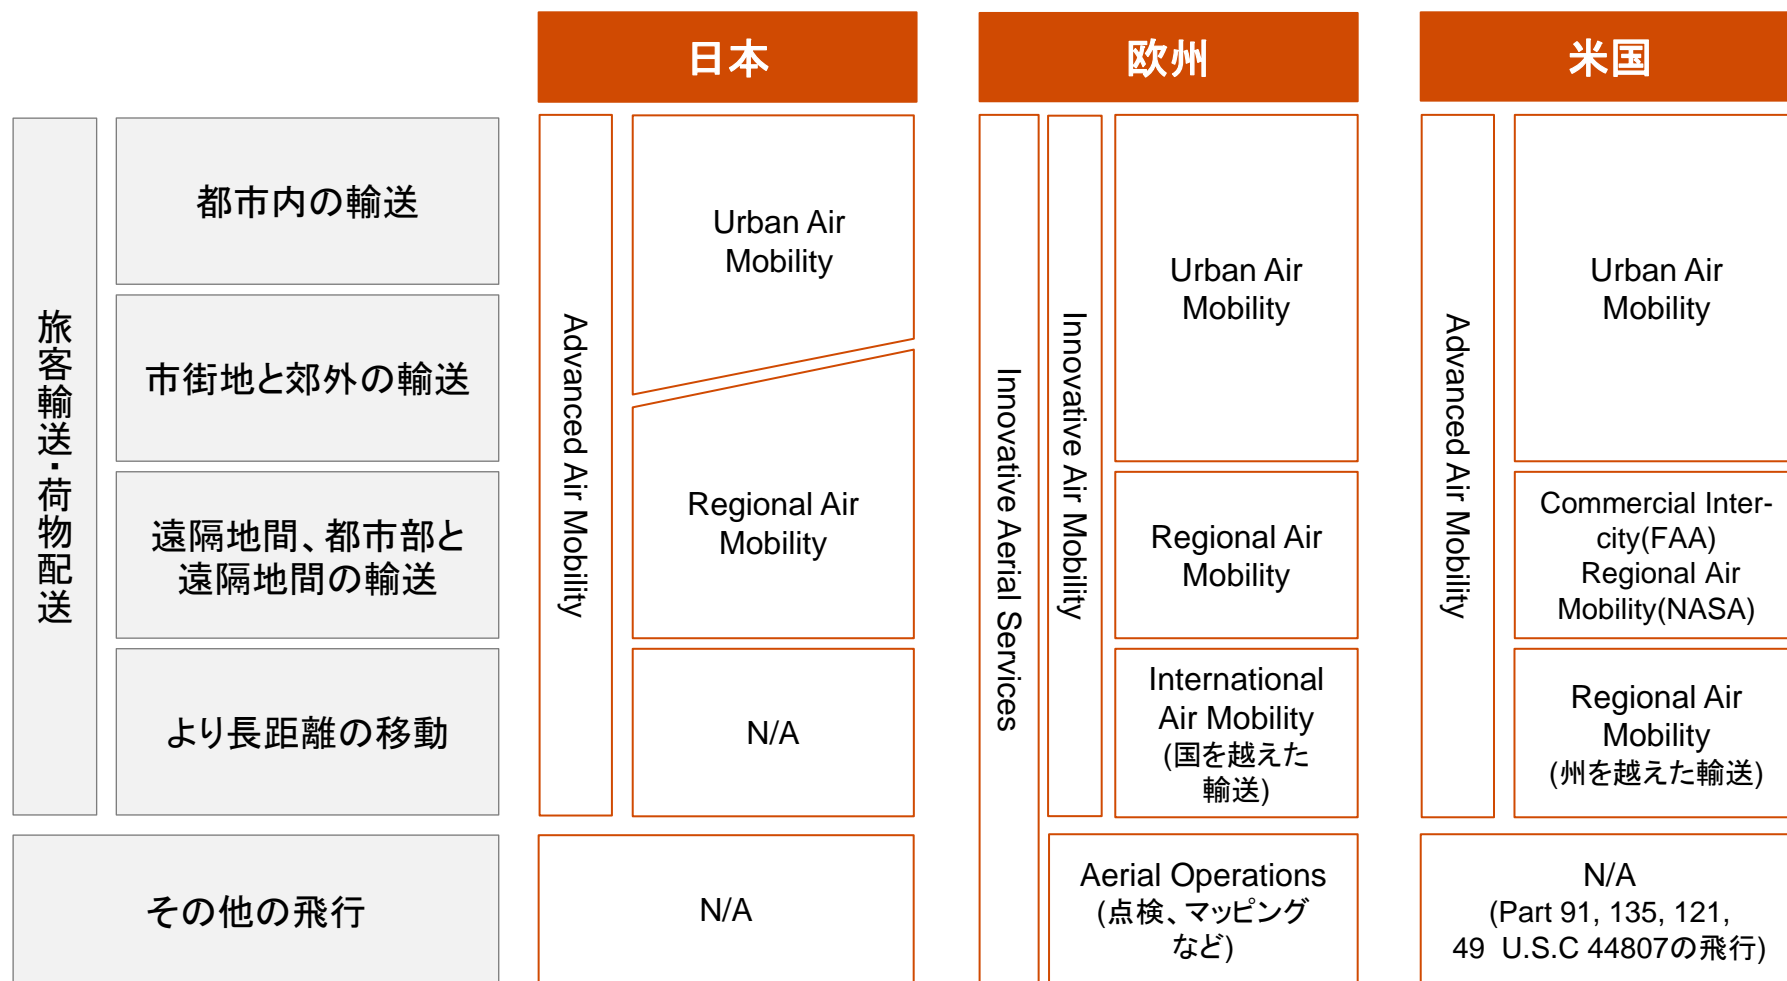 日本
欧州
米国
旅客輸送・荷物配送
都市内の輸送
市街地と郊外の輸送
遠隔地間、都市部と
遠隔地間の輸送
より長距離の移動
その他の飛行
Advanced Air Mobility
Urban Air
Mobility
Regional Air
Mobility
N/A
N/A
Innovative Aerial Services
Innovative Air Mobility
Urban Air
Mobility
Regional Air
Mobility
International
Air Mobility
(国を越えた
輸送)
Aerial Operations
(点検、マッピング
など)
Advanced Air Mobility
Urban Air
Mobility
Commercial Inter-
city(FAA)
Regional Air
Mobility(NASA)
Regional Air
Mobility
(州を越えた輸送)
N/A
(Part 91, 135, 121,
49 U.S.C 44807の飛行)